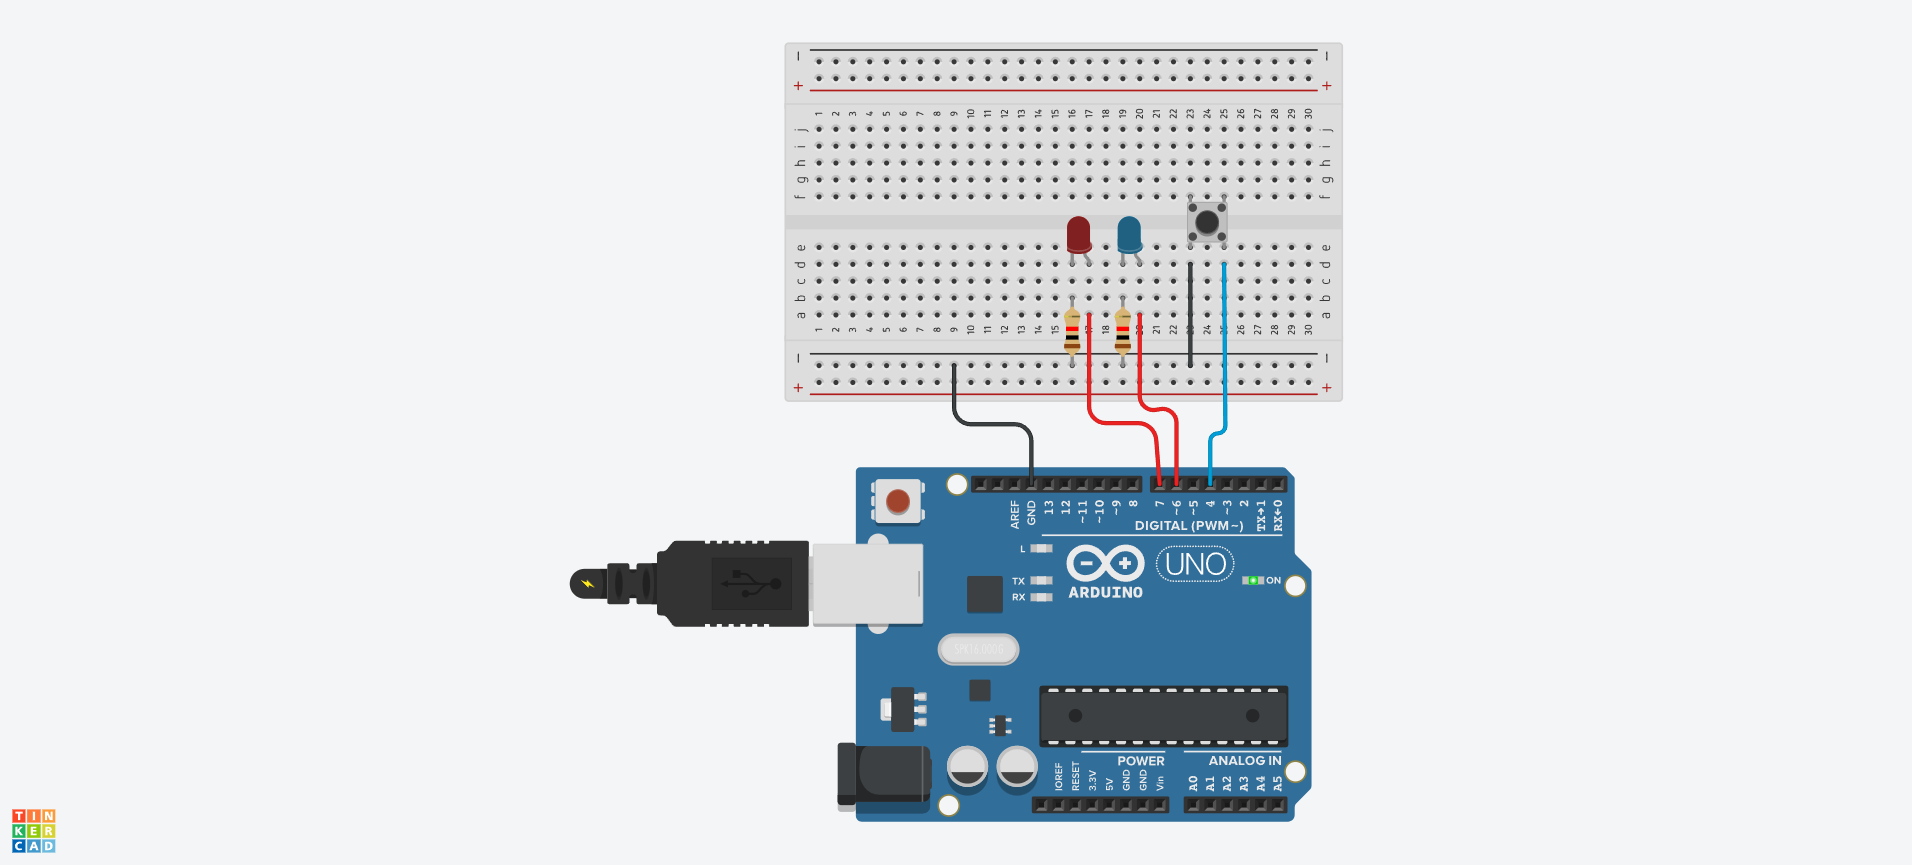 − −
+ +
1 2 3 4 5 6 7 8 9 10 11 12 13 14 15 16 17 18 19 20 21 22 23 24 25 26 27 28 29 30
j j
i i
h h
g g
f f
e e
d d
c c
b b
a a
1 2 3 4 5 6 7 8 9 10 11 12 13 14 15 18 21 22 24 26 27 28 29 30
− −
+ +
AREF GND 13 12 ~11 ~10 ~9 8 7 ~6 ~5 4 ~3 2 TX→1 RX←0
DIGITAL (PWM~)
L
TX
RX
UNO
ARDUINO
ON
SPK16.000G
POWER ANALOG IN
IOREF RESET 3.3V 5V GND GND Vin A0 A1 A2 A3 A4 A5
TIN
KER
CAD